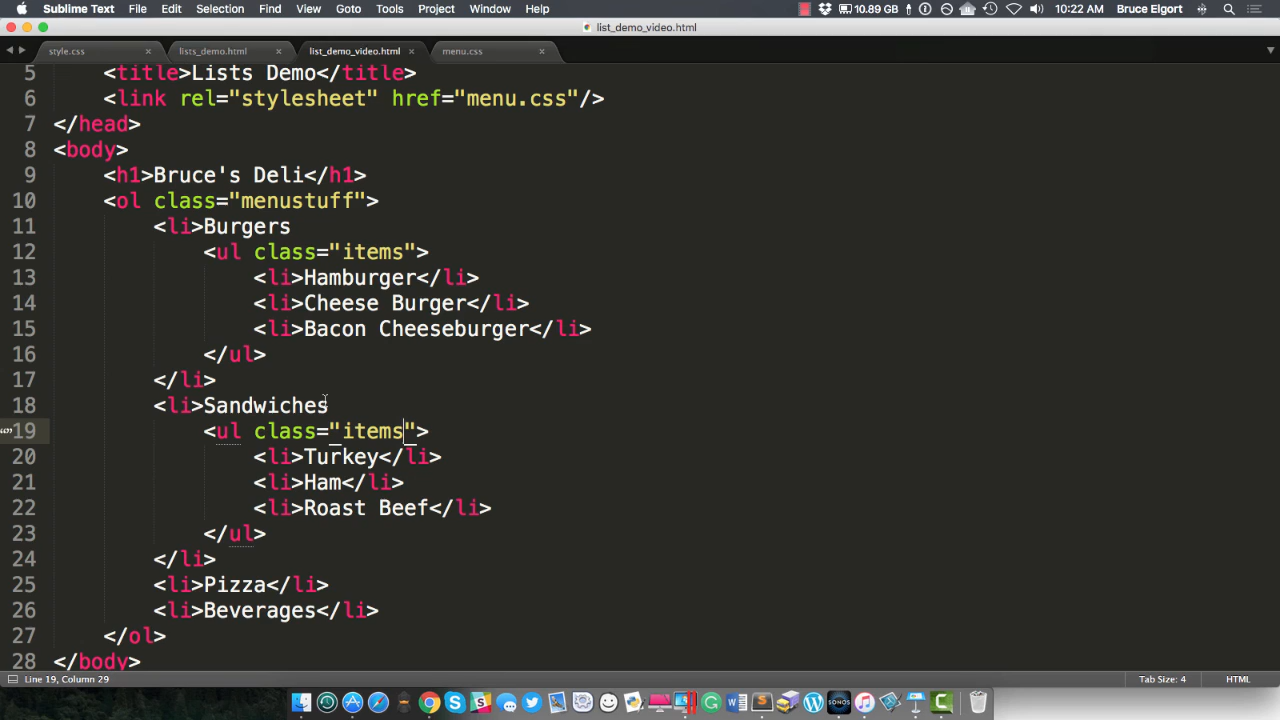 Sublime Text File Edit Selection Find View Goto Tools Project Window Help 10.89 GB 10:22 AM Bruce Elgort
list_demo_video.html
style.css × lists_demo.html × list_demo_video.html × menu.css ×
5 <title>Lists Demo</title>
6 <link rel="stylesheet" href="menu.css"/>
7 </head>
8 <body>
9 <h1>Bruce's Deli</h1>
10 <ol class="menustuff">
11 <li>Burgers
12 <ul class="items">
13 <li>Hamburger</li>
14 <li>Cheese Burger</li>
15 <li>Bacon Cheeseburger</li>
16 </ul>
17 </li>
18 <li>Sandwiches
19 <ul class="items">
20 <li>Turkey</li>
21 <li>Ham</li>
22 <li>Roast Beef</li>
23 </ul>
24 </li>
25 <li>Pizza</li>
26 <li>Beverages</li>
27 </ol>
28 </body>
Line 19, Column 29 Tab Size: 4 HTML
SONOS